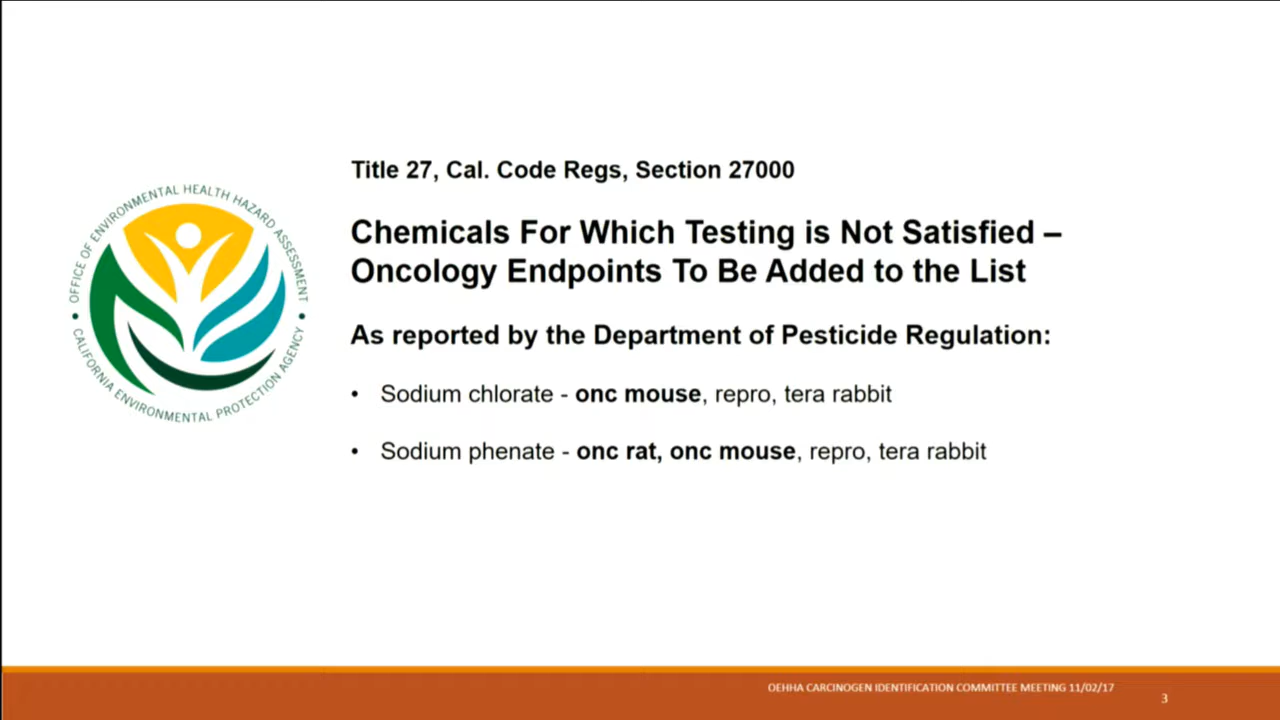 Title 27, Cal. Code Regs, Section 27000
Chemicals For Which Testing is Not Satisfied –
Oncology Endpoints To Be Added to the List
As reported by the Department of Pesticide Regulation:
• Sodium chlorate - onc mouse, repro, tera rabbit
• Sodium phenate - onc rat, onc mouse, repro, tera rabbit
OFFICE OF ENVIRONMENTAL HEALTH HAZARD ASSESSMENT
CALIFORNIA ENVIRONMENTAL PROTECTION AGENCY
OEHHA CARCINOGEN IDENTIFICATION COMMITTEE MEETING 11/02/17
3